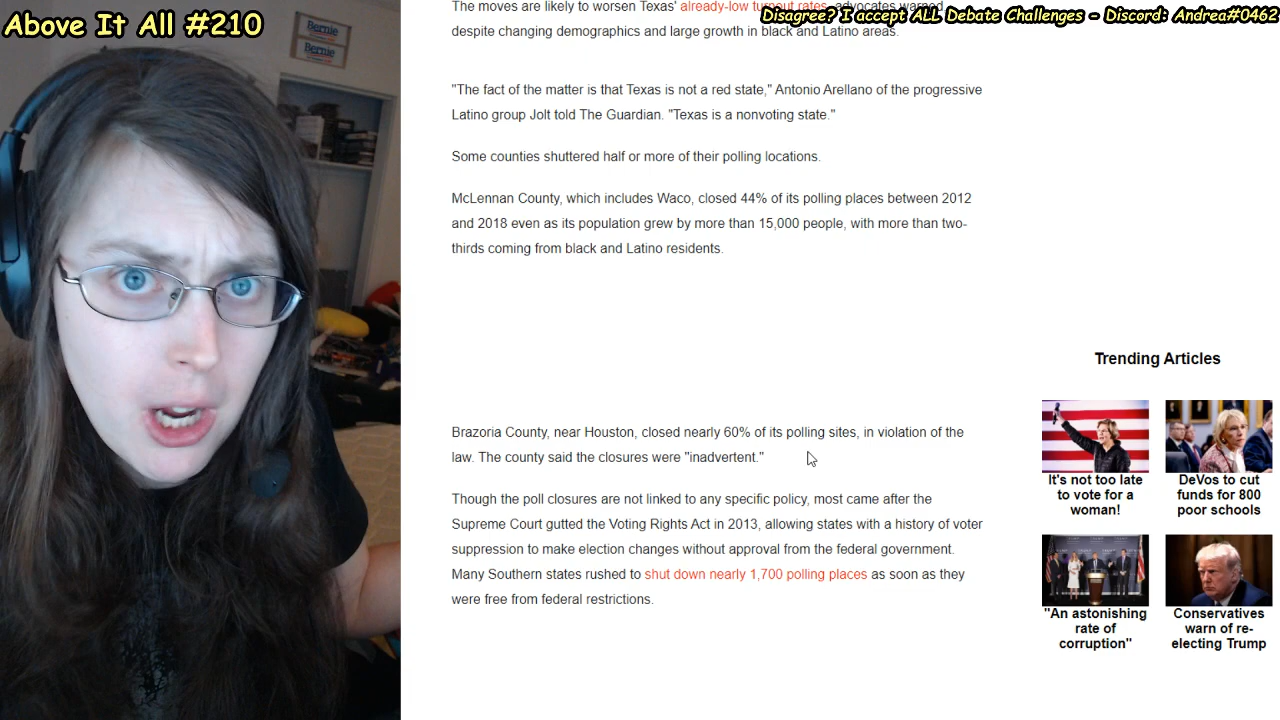 Above It All #210
Disagree? I accept ALL Debate Challenges - Discord: Andrea#0462
Bernie
Bernie
The moves are likely to worsen Texas' already-low turnout rates, advocates warned,
despite changing demographics and large growth in black and Latino areas.
"The fact of the matter is that Texas is not a red state," Antonio Arellano of the progressive
Latino group Jolt told The Guardian. "Texas is a nonvoting state."
Some counties shuttered half or more of their polling locations.
McLennan County, which includes Waco, closed 44% of its polling places between 2012
and 2018 even as its population grew by more than 15,000 people, with more than two-
thirds coming from black and Latino residents.
Brazoria County, near Houston, closed nearly 60% of its polling sites, in violation of the
law. The county said the closures were "inadvertent."
Though the poll closures are not linked to any specific policy, most came after the
Supreme Court gutted the Voting Rights Act in 2013, allowing states with a history of voter
suppression to make election changes without approval from the federal government.
Many Southern states rushed to shut down nearly 1,700 polling places as soon as they
were free from federal restrictions.
Trending Articles
It's not too late
to vote for a
woman!
DeVos to cut
funds for 800
poor schools
"An astonishing
rate of
corruption"
Conservatives
warn of re-
electing Trump